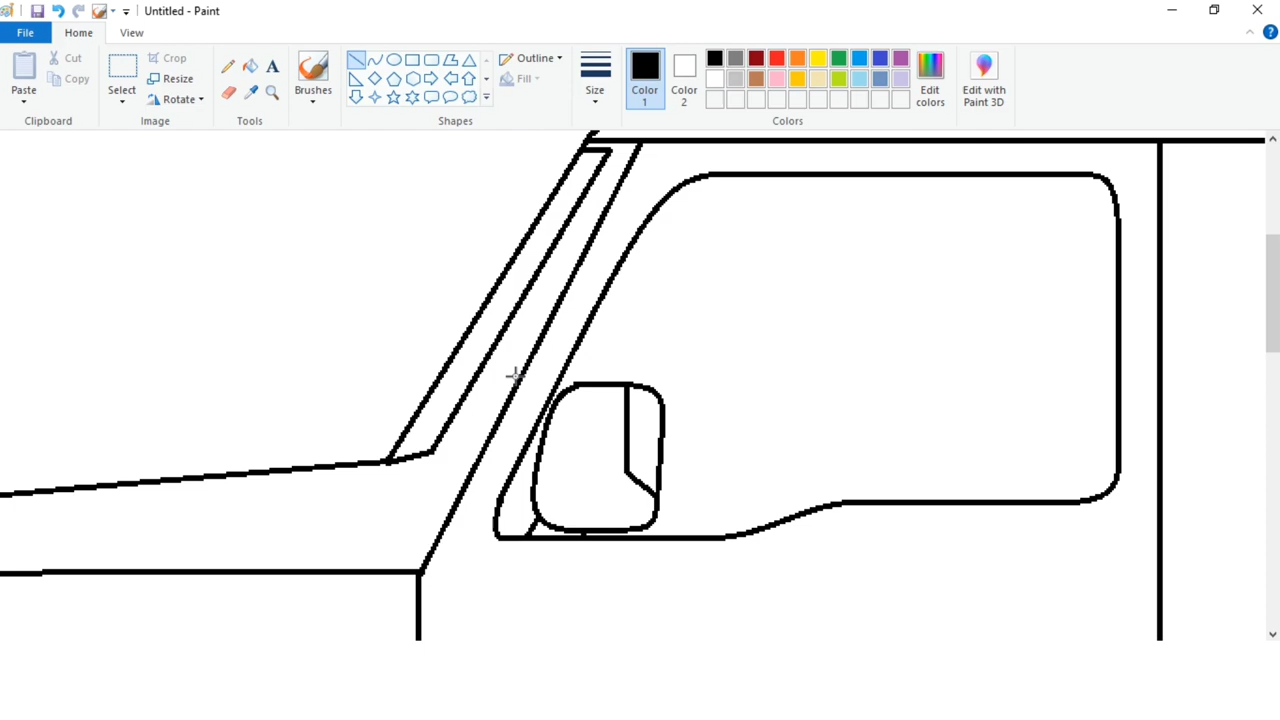 Untitled - Paint
File
Home
View
Paste
Cut
Copy
Clipboard
Select
Crop
Resize
Rotate
Image
A
Tools
Brushes
Outline
Fill
Shapes
Size
Color
1
Color
2
Edit
colors
Colors
Edit with
Paint 3D
?